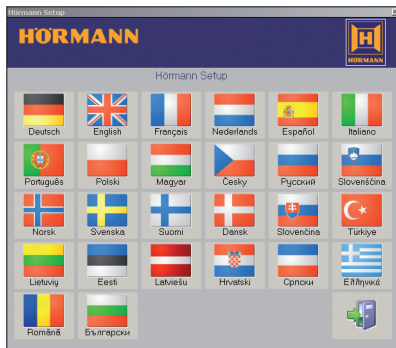 Hörmann Setup
HÖRMANN
HORMANN
Hörmann Setup
Deutsch English Français Nederlands Español Italiano
Português Polski Magyar Česky Русский Slovenščina
Norsk Svenska Suomi Dansk Slovenčina Türkiye
Lietuvių Eesti Latviešu Hrvatski Српски Ελληνικά
Română Български